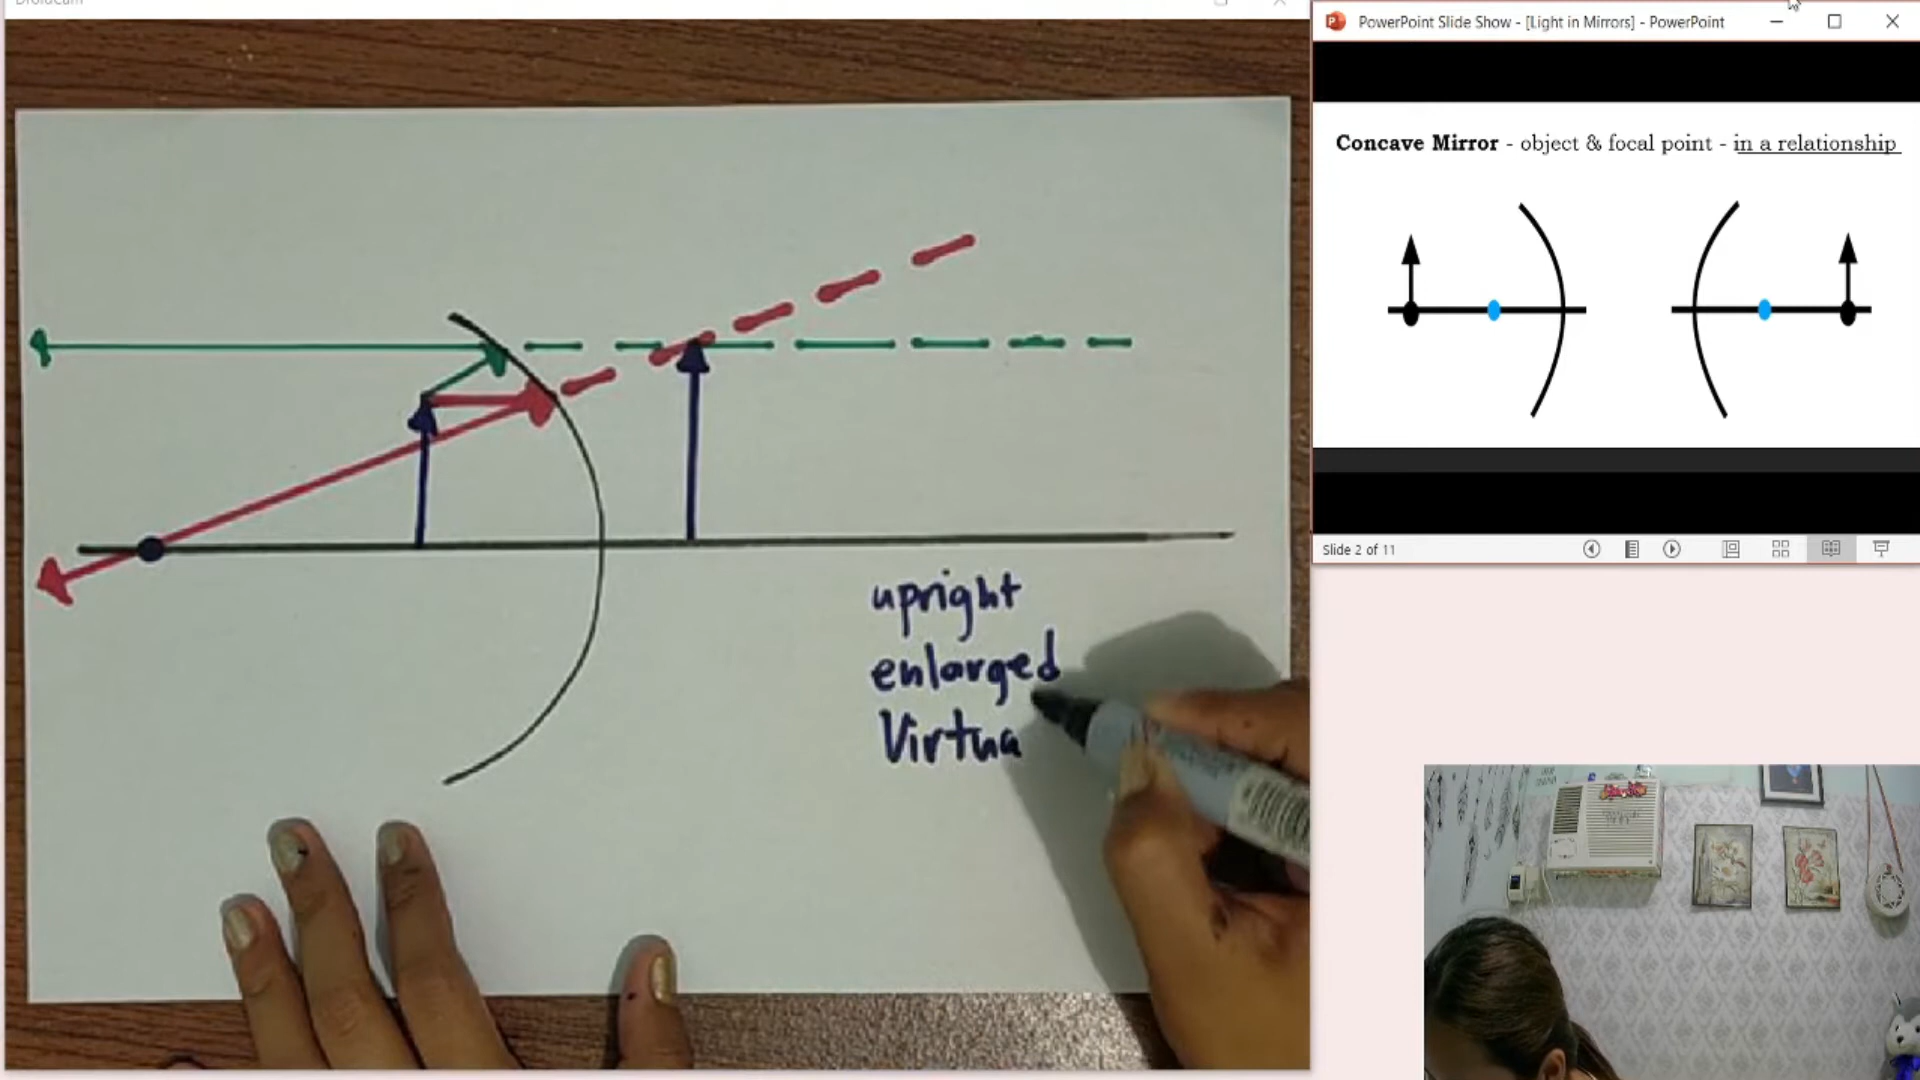 DroidCam
PowerPoint Slide Show - [Light in Mirrors] - PowerPoint
Concave Mirror - object & focal point - in a relationship
Slide 2 of 11
upright
enlarged
Virtua